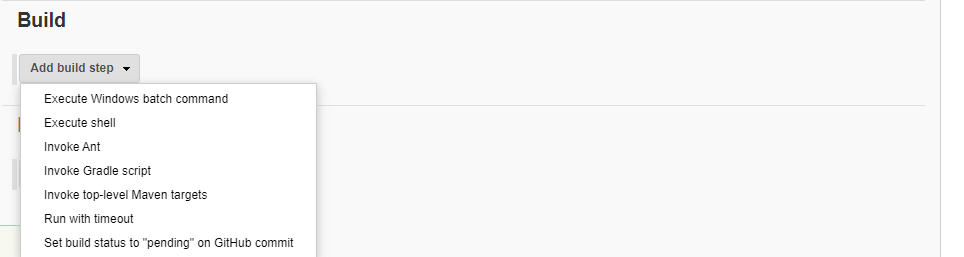 Build
Add build step
Execute Windows batch command
Execute shell
Invoke Ant
Invoke Gradle script
Invoke top-level Maven targets
Run with timeout
Set build status to "pending" on GitHub commit